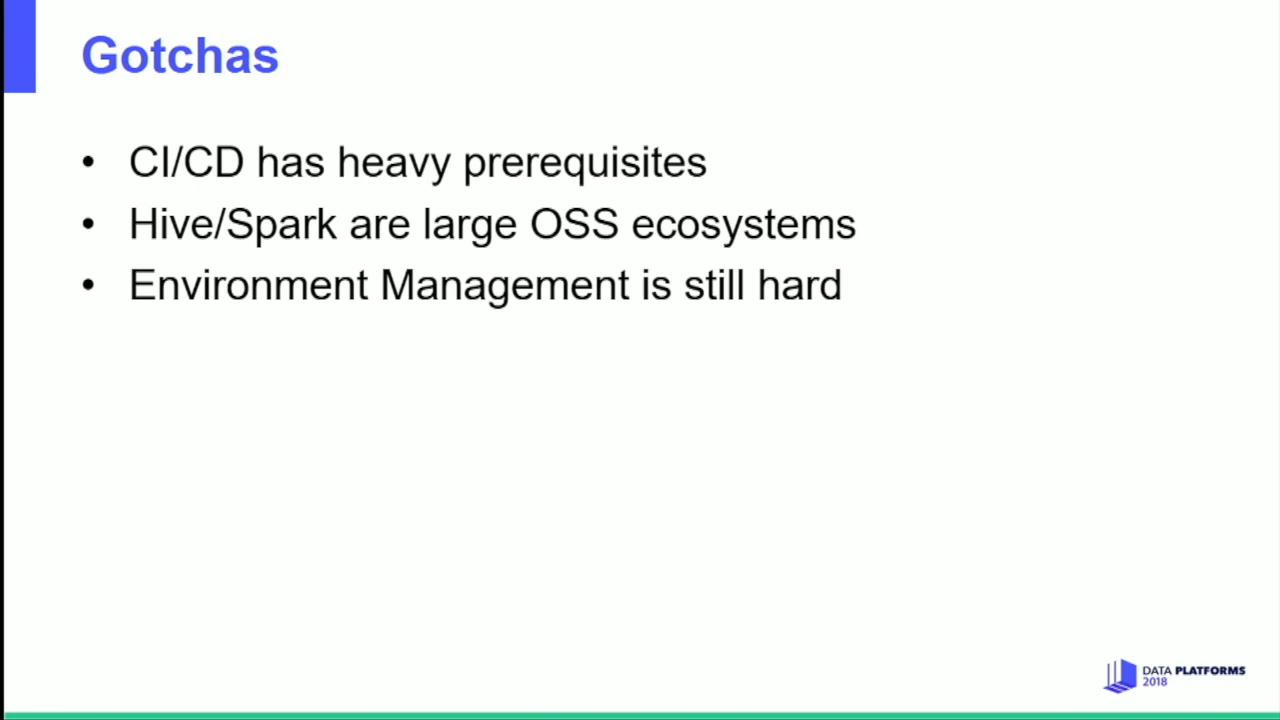 Gotchas
• CI/CD has heavy prerequisites
• Hive/Spark are large OSS ecosystems
• Environment Management is still hard
DATA PLATFORMS
2018